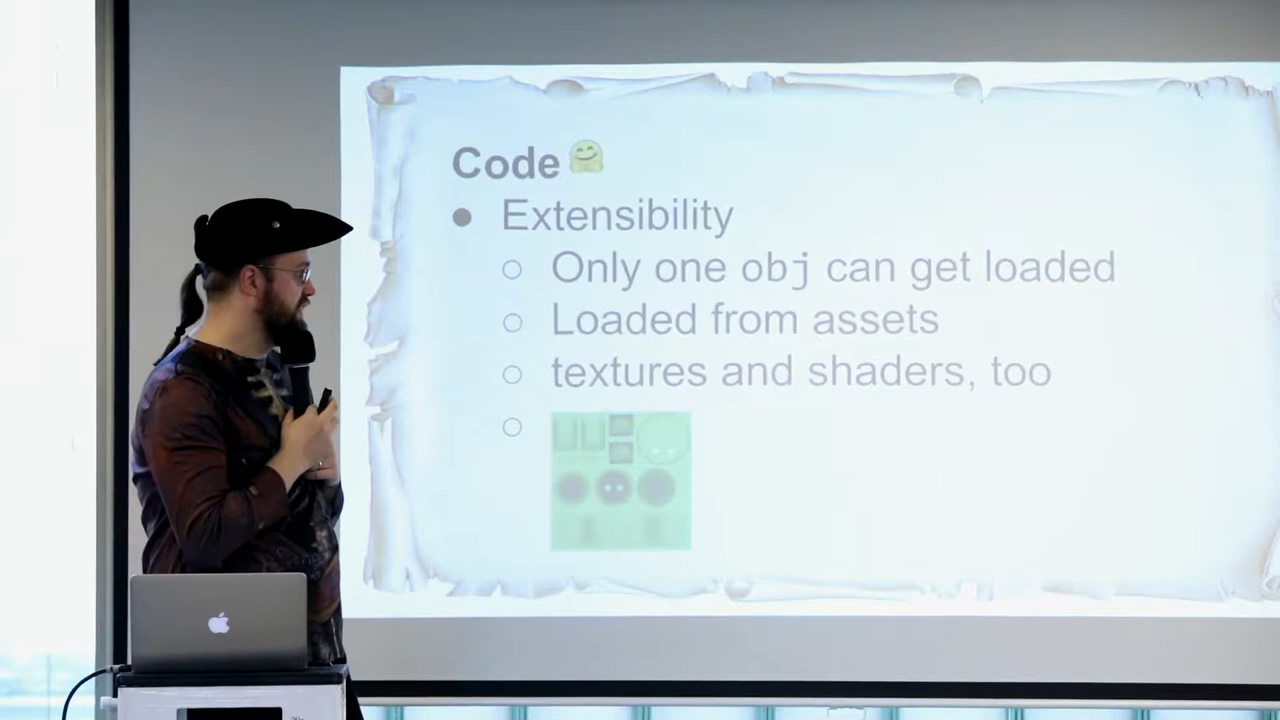 Code 🤗
● Extensibility
○ Only one obj can get loaded
○ Loaded from assets
○ textures and shaders, too
○